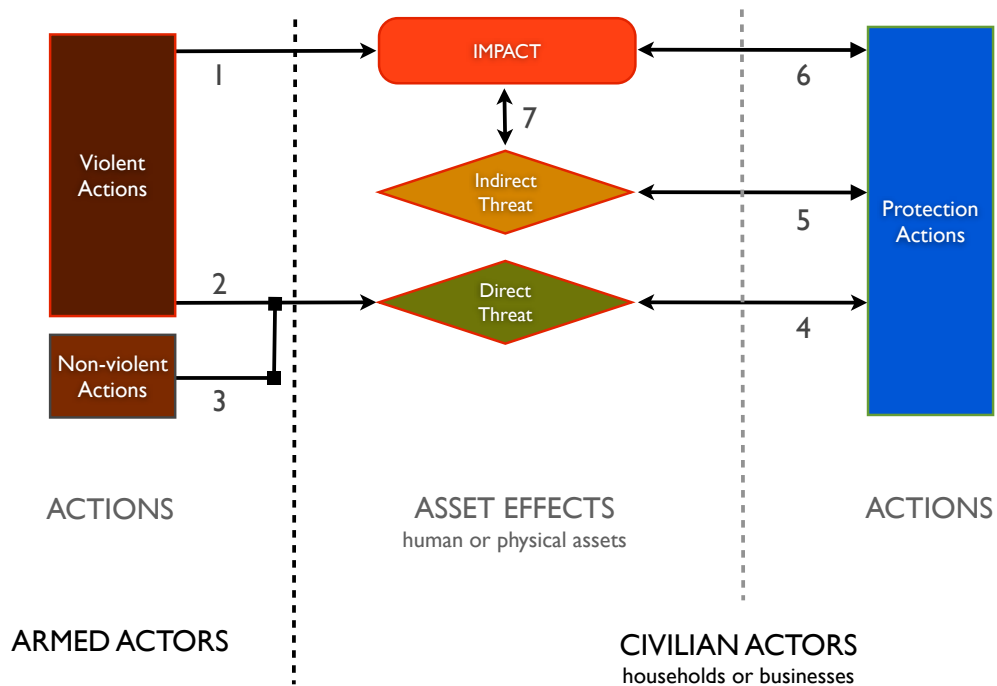 IMPACT
1
6
7
Violent
Actions
Indirect
Threat
5
Protection
Actions
2
Direct
Threat
4
Non-violent
Actions
3
ACTIONS
ASSET EFFECTS
human or physical assets
ACTIONS
ARMED ACTORS
CIVILIAN ACTORS
households or businesses